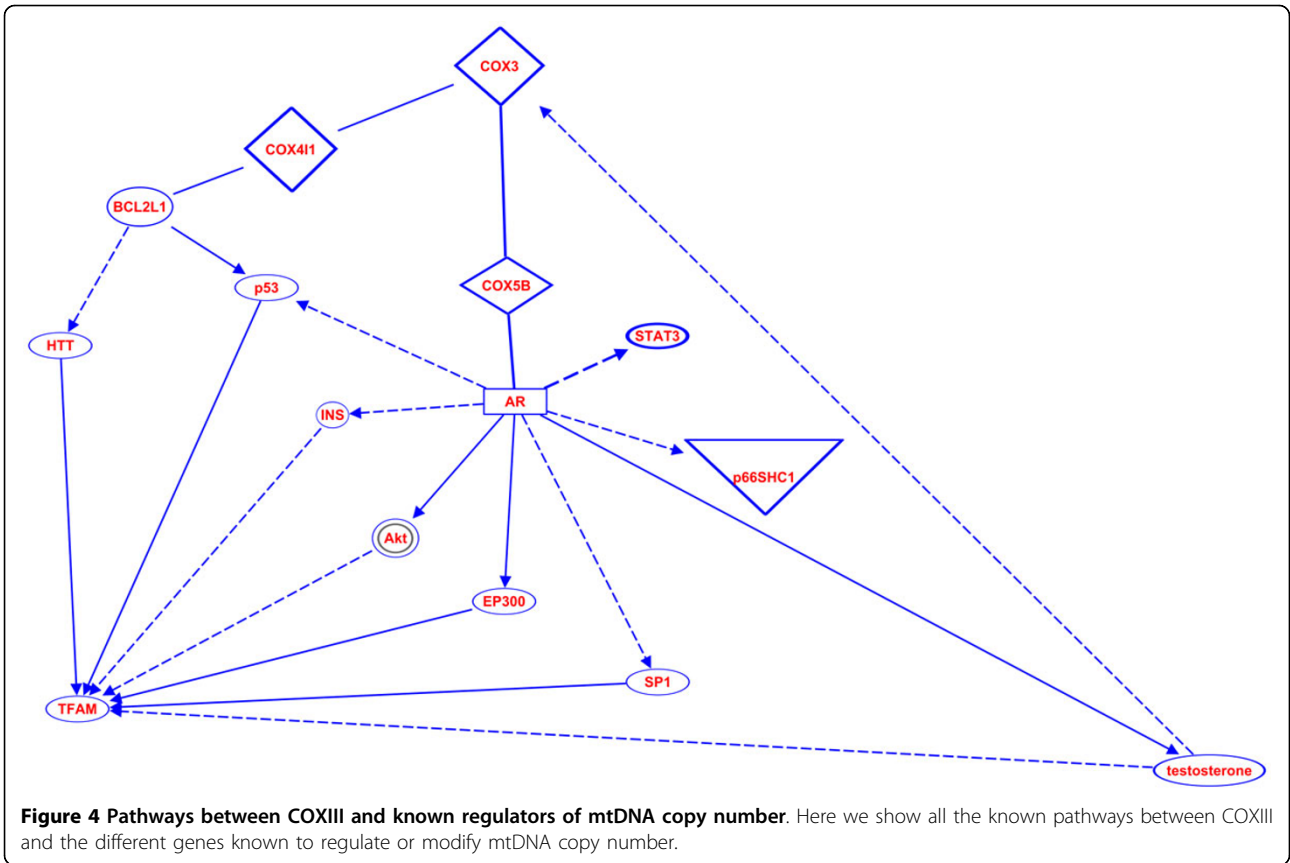 COX3
COX4I1
BCL2L1
COX5B
p53
STAT3
HTT
AR
INS
p66SHC1
Akt
EP300
SP1
TFAM
testosterone
Figure 4 Pathways between COXIII and known regulators of mtDNA copy number. Here we show all the known pathways between COXIII
and the different genes known to regulate or modify mtDNA copy number.